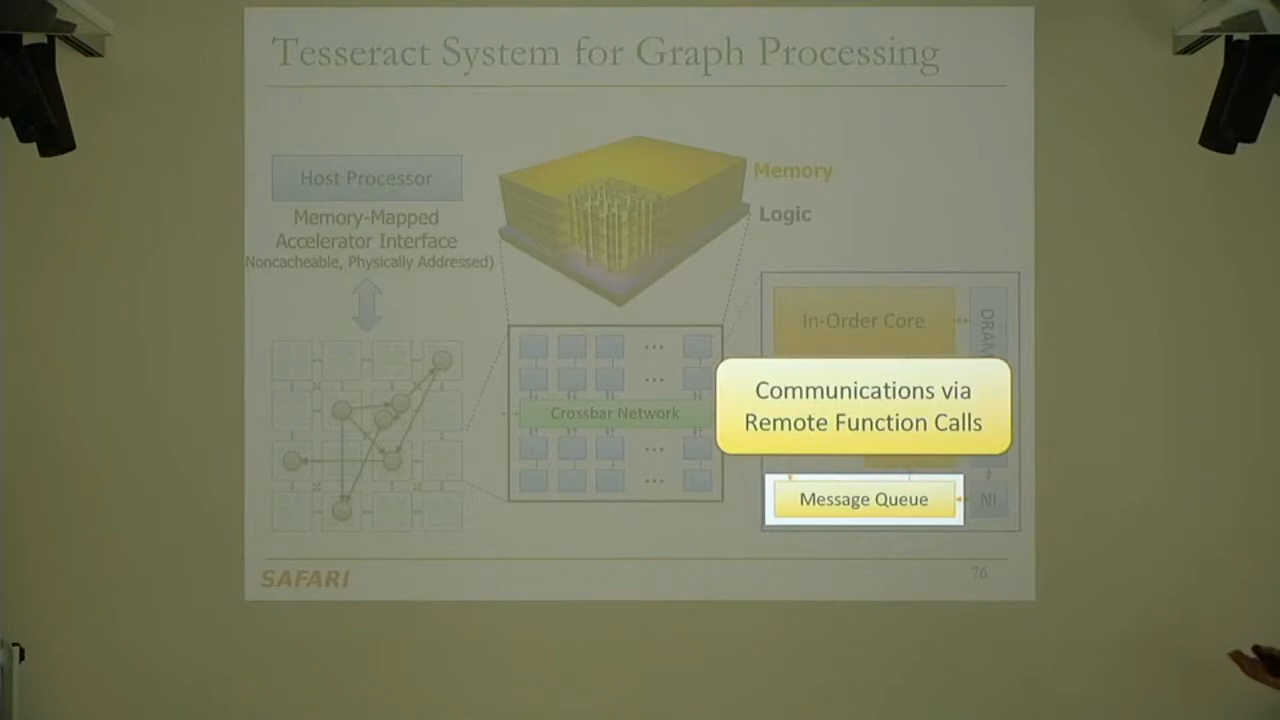 Tesseract System for Graph Processing
Host Processor
Memory-Mapped
Accelerator Interface
Noncacheable, Physically Addressed)
Memory
Logic
In-Order Core
DRAM
Crossbar Network
...
...
...
...
Communications via
Remote Function Calls
Message Queue
NI
SAFARI
76